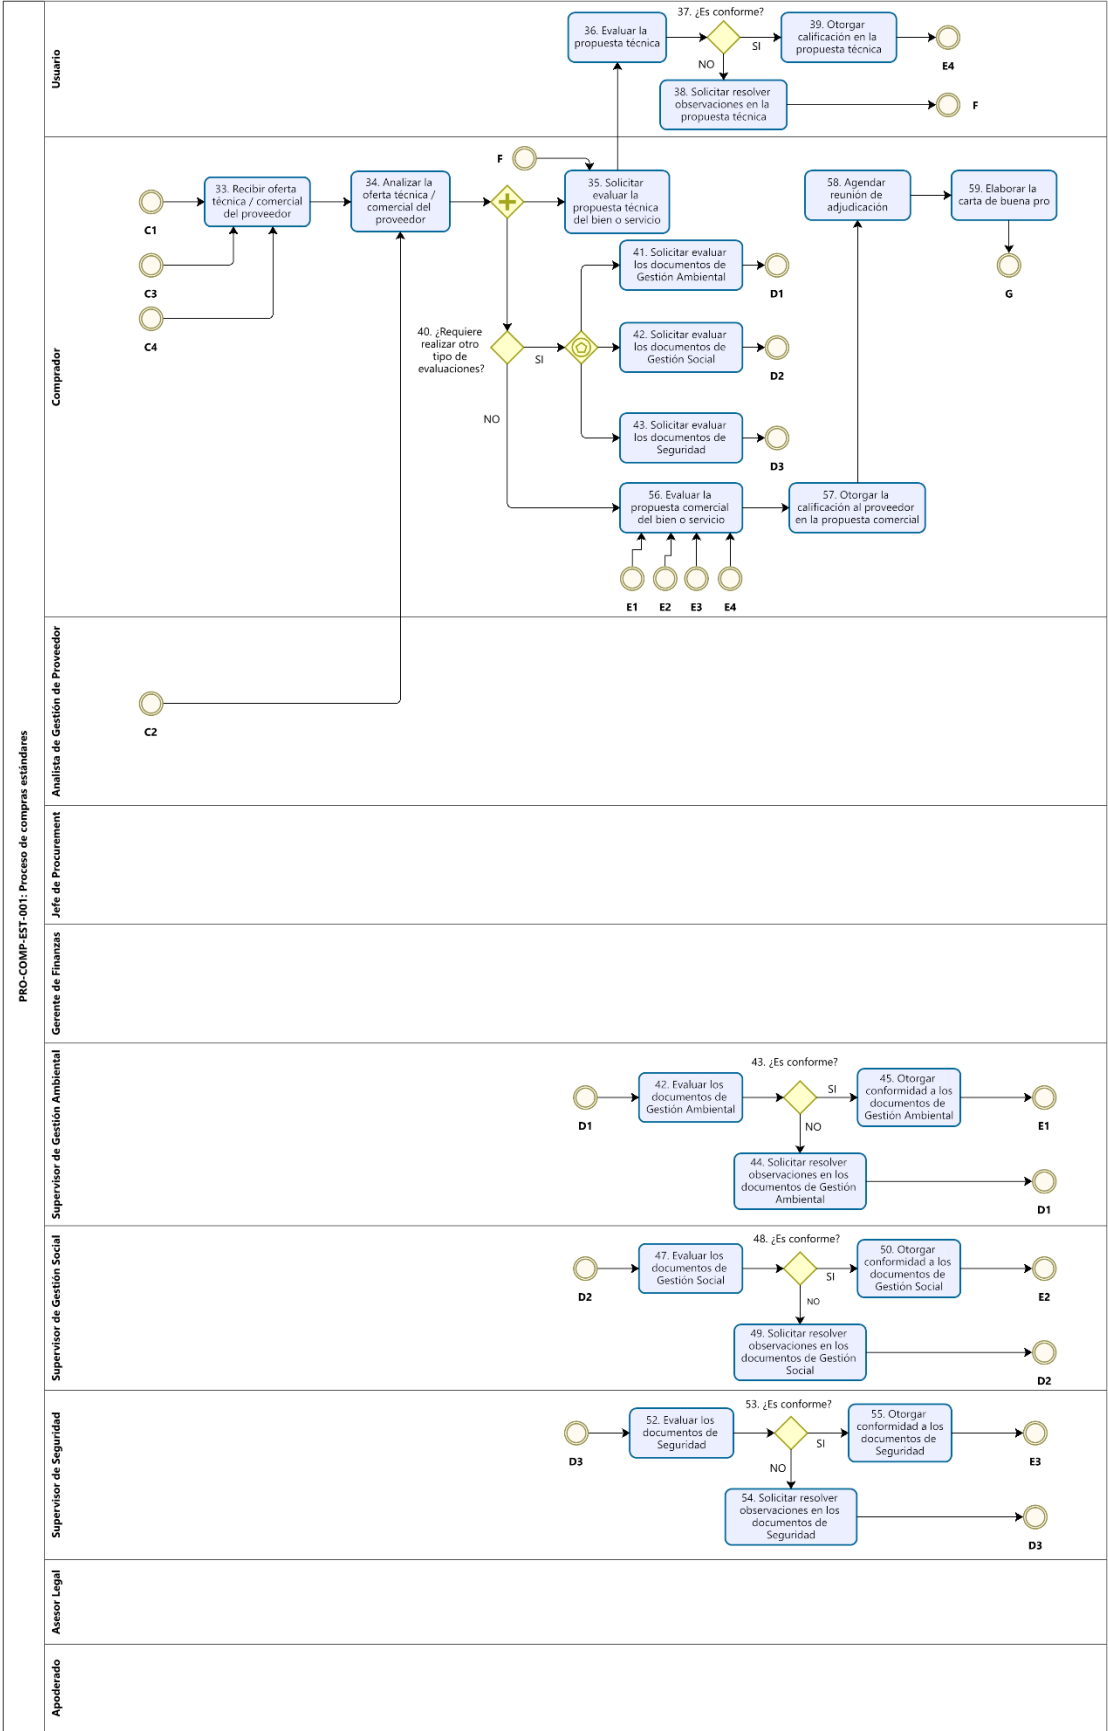 PRO-COMP-EST-001: Proceso de compras estándares
Usuario
36. Evaluar la
propuesta técnica
37. ¿Es conforme?
SI
NO
39. Otorgar
calificación en la
propuesta técnica
E4
38. Solicitar resolver
observaciones en la
propuesta técnica
F
Comprador
C1
C3
C4
33. Recibir oferta
técnica / comercial
del proveedor
34. Analizar la
oferta técnica /
comercial del
proveedor
F
35. Solicitar
evaluar la
propuesta técnica
del bien o servicio
40. ¿Requiere
realizar otro
tipo de
evaluaciones?
SI
NO
41. Solicitar evaluar
los documentos de
Gestión Ambiental
D1
42. Solicitar evaluar
los documentos de
Gestión Social
D2
43. Solicitar evaluar
los documentos de
Seguridad
D3
56. Evaluar la
propuesta comercial
del bien o servicio
57. Otorgar la
calificación al proveedor
en la propuesta comercial
58. Agendar
reunión de
adjudicación
59. Elaborar la
carta de buena pro
G
E1
E2
E3
E4
Analista de Gestión de Proveedor
C2
Jefe de Procurement
Gerente de Finanzas
Supervisor de Gestión Ambiental
D1
42. Evaluar los
documentos de
Gestión Ambiental
43. ¿Es conforme?
SI
NO
45. Otorgar
conformidad a los
documentos de
Gestión Ambiental
E1
44. Solicitar resolver
observaciones en los
documentos de Gestión
Ambiental
D1
Supervisor de Gestión Social
D2
47. Evaluar los
documentos de
Gestión Social
48. ¿Es conforme?
SI
NO
50. Otorgar
conformidad a los
documentos de
Gestión Social
E2
49. Solicitar resolver
observaciones en los
documentos de Gestión
Social
D2
Supervisor de Seguridad
D3
52. Evaluar los
documentos de
Seguridad
53. ¿Es conforme?
SI
NO
55. Otorgar
conformidad a los
documentos de
Seguridad
E3
54. Solicitar resolver
observaciones en los
documentos de
Seguridad
D3
Asesor Legal
Apoderado